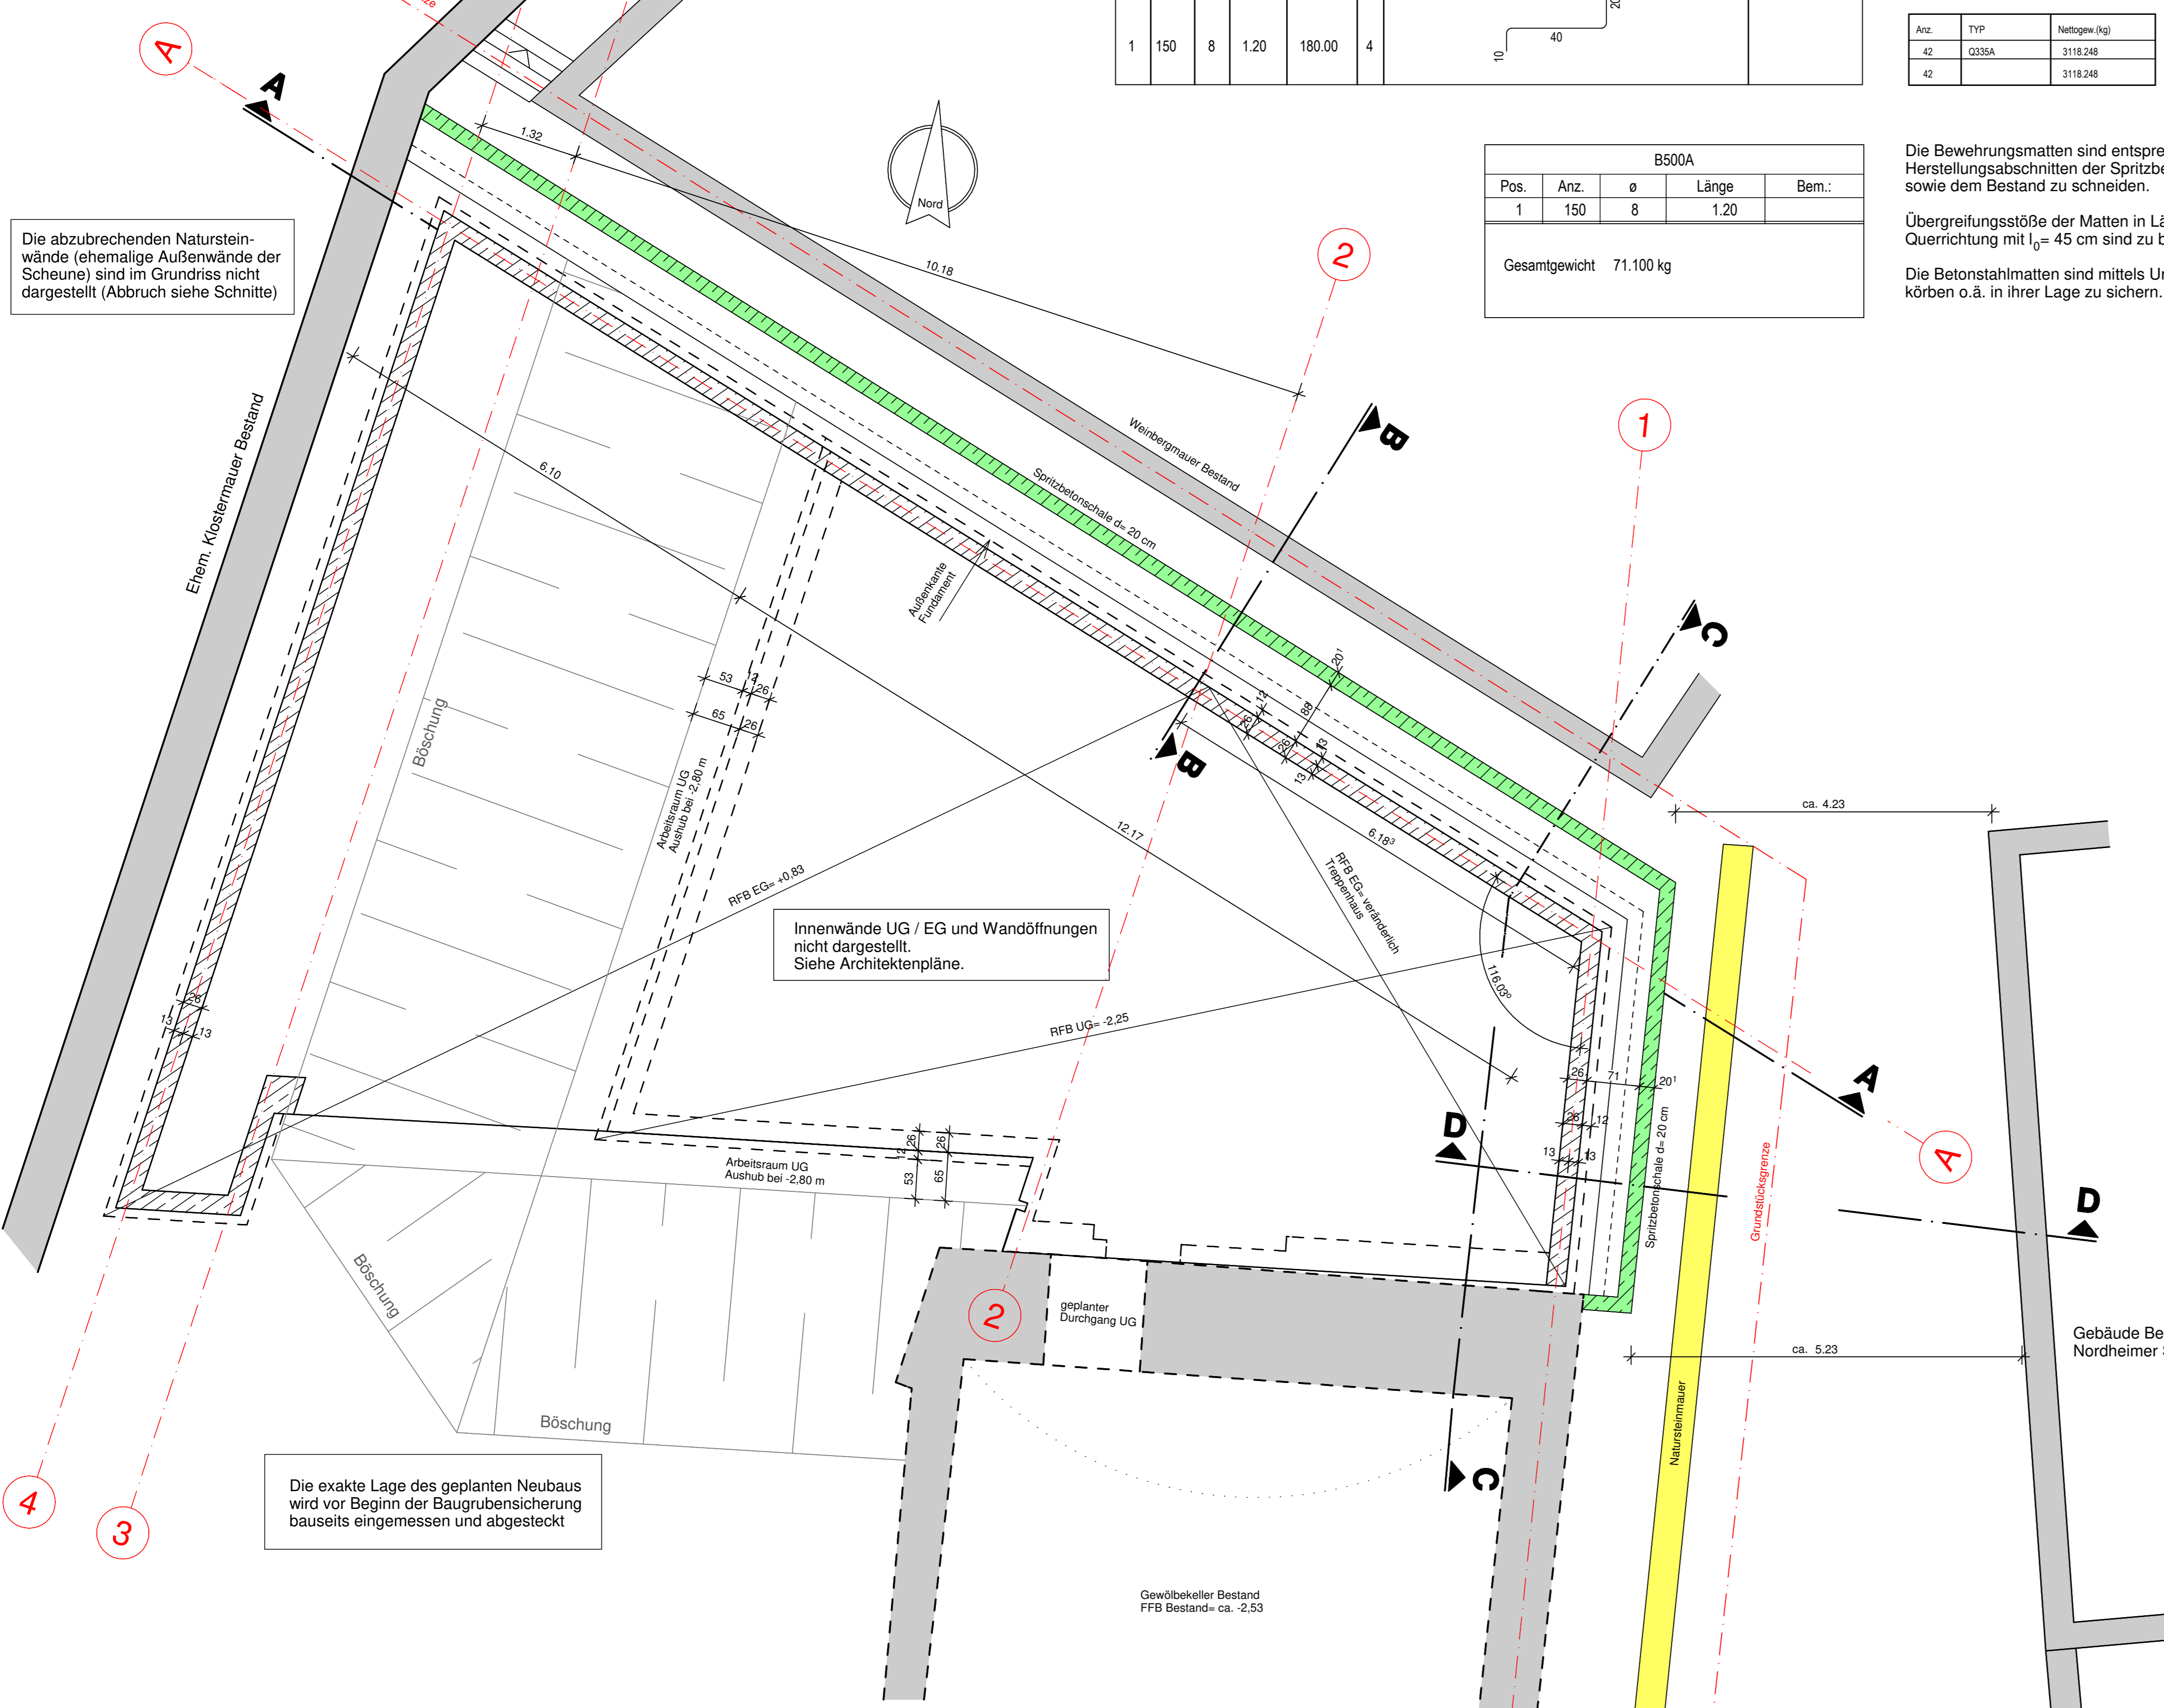 1 150 8 1.20 180.00 4
10
40
20
Anz. TYP Nettogew.(kg)
42 Q335A 3118.248
42 3118.248
B500A
Pos. Anz. ø Länge Bem.:
1 150 8 1.20
Gesamtgewicht 71.100 kg
Die Bewehrungsmatten sind entspre
Herstellungsabschnitten der Spritzbe
sowie dem Bestand zu schneiden.
Übergreifungsstöße der Matten in Lä
Querrichtung mit l0= 45 cm sind zu b
Die Betonstahlmatten sind mittels Un
körben o.ä. in ihrer Lage zu sichern.
A
A
Nord
1.32
10.18
2
1
Die abzubrechenden Naturstein-
wände (ehemalige Außenwände der
Scheune) sind im Grundriss nicht
dargestellt (Abbruch siehe Schnitte)
Ehem. Klostermauer Bestand
Weinbergmauer Bestand
Spritzbetonschale d= 20 cm
B
C
6.10
Außenkante
Fundament
Böschung
53 12 26
65 26
Arbeitsraum UG
Aushub bei -2,80 m
20¹
88
12
26
26
13
13
B
12.17
6.18³
ca. 4.23
RFB EG= +0,83
RFB EG= veränderlich
Treppenhaus
Innenwände UG / EG und Wandöffnungen
nicht dargestellt.
Siehe Architektenpläne.
116.03°
RFB UG= -2,25
26
13 13
26 71 20¹
26 12
13 13
A
A
D
D
Spritzbetonschale d= 20 cm
Grundstücksgrenze
Arbeitsraum UG
Aushub bei -2,80 m
12 26 26
53 65
Böschung
2
geplanter
Durchgang UG
Gebäude Be
Nordheimer S
ca. 5.23
Natursteinmauer
Böschung
C
4
3
Die exakte Lage des geplanten Neubaus
wird vor Beginn der Baugrubensicherung
bauseits eingemessen und abgesteckt
Gewölbekeller Bestand
FFB Bestand= ca. -2,53